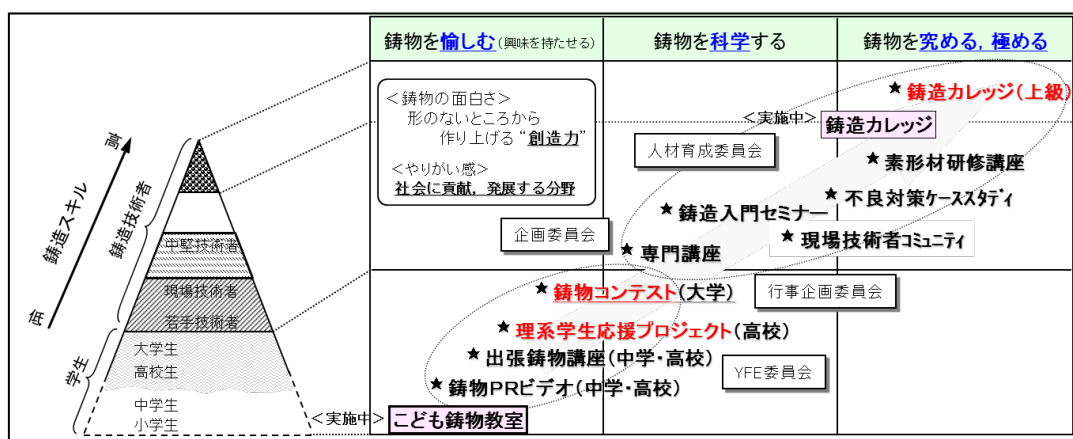 鋳物を愉しむ(興味を持たせる)
鋳物を科学する
鋳物を究める, 極める
<鋳物の面白さ>
形のないところから
作り上げる “創造力”
<やりがい感>
社会に貢献, 発展する分野
★ 鋳造カレッジ(上級)
<実施中>
鋳造カレッジ
人材育成委員会
★ 素形材研修講座
★ 不良対策ケーススタディ
★ 鋳造入門セミナー
★ 現場技術者コミュニティ
企画委員会
★ 専門講座
★ 鋳物コンテスト(大学)
行事企画委員会
★ 理系学生応援プロジェクト(高校)
★ 出張鋳物講座(中学・高校)
YFE委員会
★ 鋳物PRビデオ(中学・高校)
<実施中>
こども鋳物教室
高
鋳造スキル
低
鋳造技術者
学生
中堅技術者
現場技術者
若手技術者
大学生
高校生
中学生
小学生